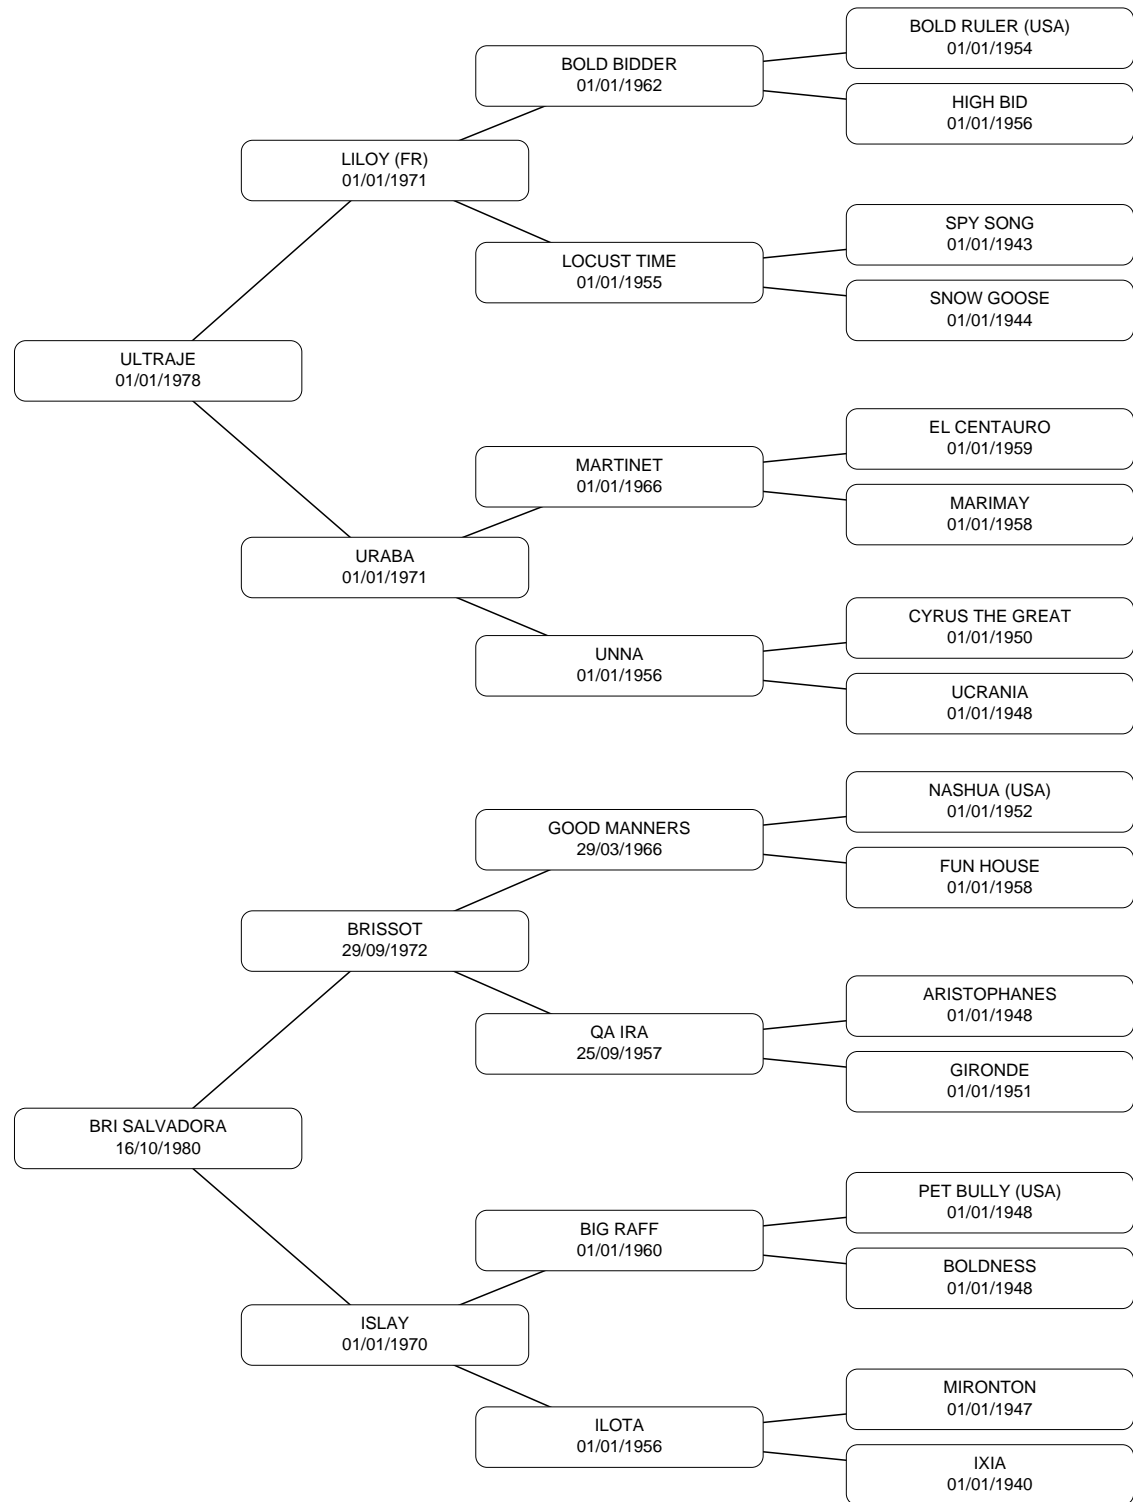 BOLD RULER (USA)
01/01/1954
BOLD BIDDER
01/01/1962
HIGH BID
01/01/1956
LILOY (FR)
01/01/1971
SPY SONG
01/01/1943
LOCUST TIME
01/01/1955
SNOW GOOSE
01/01/1944
ULTRAJE
01/01/1978
EL CENTAURO
01/01/1959
MARTINET
01/01/1966
MARIMAY
01/01/1958
URABA
01/01/1971
CYRUS THE GREAT
01/01/1950
UNNA
01/01/1956
UCRANIA
01/01/1948
NASHUA (USA)
01/01/1952
GOOD MANNERS
29/03/1966
FUN HOUSE
01/01/1958
BRISSOT
29/09/1972
ARISTOPHANES
01/01/1948
QA IRA
25/09/1957
GIRONDE
01/01/1951
BRI SALVADORA
16/10/1980
PET BULLY (USA)
01/01/1948
BIG RAFF
01/01/1960
BOLDNESS
01/01/1948
ISLAY
01/01/1970
MIRONTON
01/01/1947
ILOTA
01/01/1956
IXIA
01/01/1940